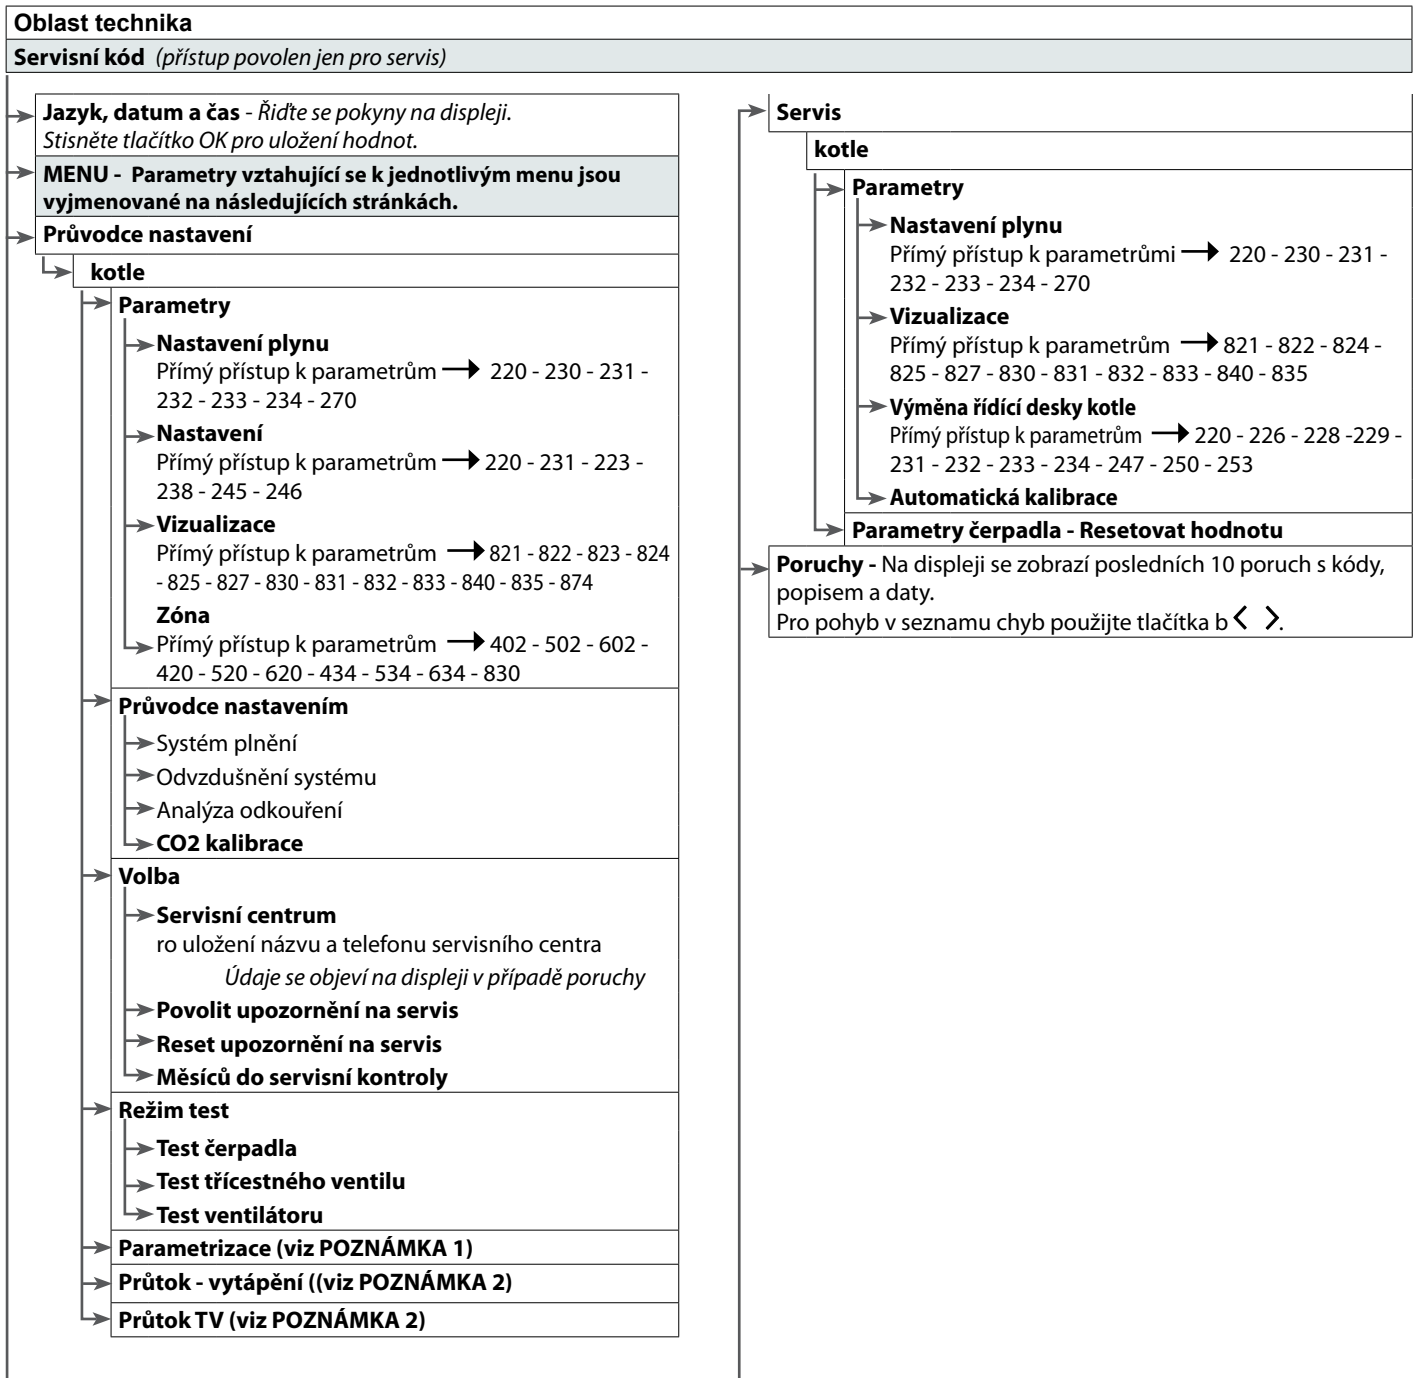 Oblast technika
Servisní kód (přístup povolen jen pro servis)
Jazyk, datum a čas - Řiďte se pokyny na displeji.
Stisněte tlačítko OK pro uložení hodnot.
MENU - Parametry vztahující se k jednotlivým menu jsou
vyjmenované na následujících stránkách.
Průvodce nastavení
kotle
Parametry
Nastavení plynu
Přímý přístup k parametrům 220 - 230 - 231 -
232 - 233 - 234 - 270
Nastavení
Přímý přístup k parametrům 220 - 231 - 223 -
238 - 245 - 246
Vizualizace
Přímý přístup k parametrům 821 - 822 - 823 - 824
- 825 - 827 - 830 - 831 - 832 - 833 - 840 - 835 - 874
Zóna
Přímý přístup k parametrům 402 - 502 - 602 -
420 - 520 - 620 - 434 - 534 - 634 - 830
Průvodce nastavením
Systém plnění
Odvzdušnění systému
Analýza odkouření
CO2 kalibrace
Volba
Servisní centrum
ro uložení názvu a telefonu servisního centra
Údaje se objeví na displeji v případě poruchy
Povolit upozornění na servis
Reset upozornění na servis
Měsíců do servisní kontroly
Režim test
Test čerpadla
Test třícestného ventilu
Test ventilátoru
Parametrizace (viz POZNÁMKA 1)
Průtok - vytápění ((viz POZNÁMKA 2)
Průtok TV (viz POZNÁMKA 2)
Servis
kotle
Parametry
Nastavení plynu
Přímý přístup k parametrůmi 220 - 230 - 231 -
232 - 233 - 234 - 270
Vizualizace
Přímý přístup k parametrům 821 - 822 - 824 -
825 - 827 - 830 - 831 - 832 - 833 - 840 - 835
Výměna řídící desky kotle
Přímý přístup k parametrům 220 - 226 - 228 -229 -
231 - 232 - 233 - 234 - 247 - 250 - 253
Automatická kalibrace
Parametry čerpadla - Resetovat hodnotu
Poruchy - Na displeji se zobrazí posledních 10 poruch s kódy,
popisem a daty.
Pro pohyb v seznamu chyb použijte tlačítka b < >.